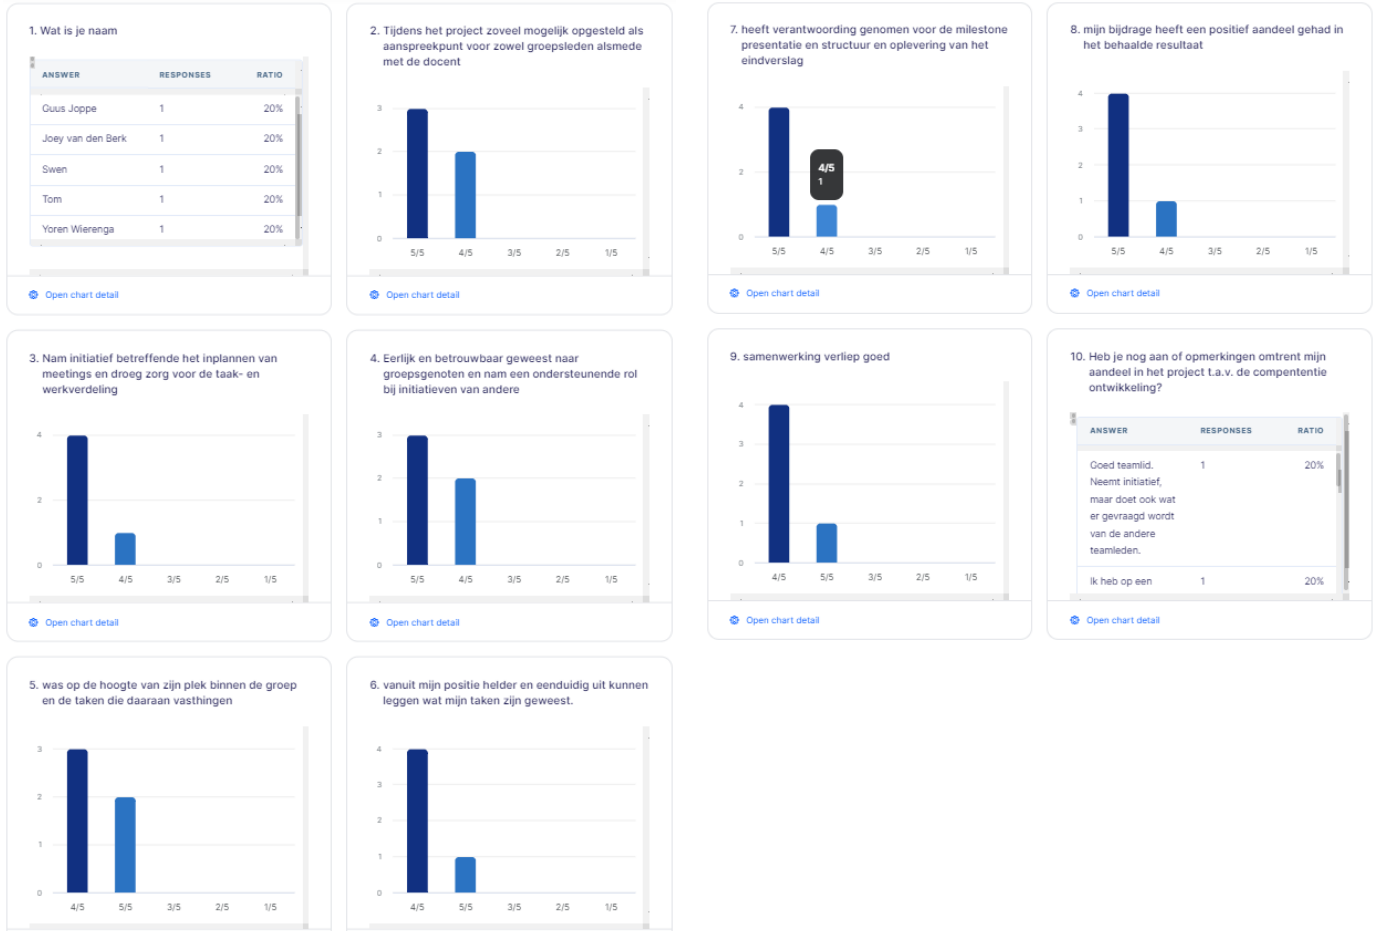 1. Wat is je naam
ANSWER RESPONSES RATIO
Guus Joppe 1 20%
Joey van den Berk 1 20%
Swen 1 20%
Tom 1 20%
Yoren Wierenga 1 20%
Open chart detail
2. Tijdens het project zoveel mogelijk opgesteld als
aanspreekpunt voor zowel groepsleden alsmede
met de docent
3
2
1
0
5/5 4/5 3/5 2/5 1/5
Open chart detail
3. Nam initiatief betreffende het inplannen van
meetings en droeg zorg voor de taak- en
werkverdeling
4
2
0
5/5 4/5 3/5 2/5 1/5
Open chart detail
4. Eerlijk en betrouwbaar geweest naar
groepsgenoten en nam een ondersteunende rol
bij initiatieven van andere
3
2
1
0
5/5 4/5 3/5 2/5 1/5
Open chart detail
5. was op de hoogte van zijn plek binnen de groep
en de taken die daaraan vasthingen
3
2
1
0
4/5 5/5 3/5 2/5 1/5
6. vanuit mijn positie helder en eenduidig uit kunnen
leggen wat mijn taken zijn geweest.
4
3
2
1
0
4/5 5/5 3/5 2/5 1/5
7. heeft verantwoording genomen voor de milestone
presentatie en structuur en oplevering van het
eindverslag
4
2
0
4/5
1
5/5 4/5 3/5 2/5 1/5
Open chart detail
8. mijn bijdrage heeft een positief aandeel gehad in
het behaalde resultaat
4
3
2
1
0
5/5 4/5 3/5 2/5 1/5
Open chart detail
9. samenwerking verliep goed
4
3
2
1
0
4/5 5/5 3/5 2/5 1/5
Open chart detail
10. Heb je nog aan of opmerkingen omtrent mijn
aandeel in het project t.a.v. de compententie
ontwikkeling?
ANSWER RESPONSES RATIO
Goed teamlid. 1 20%
Neemt initiatief,
maar doet ook wat
er gevraagd wordt
van de andere
teamleden.
Ik heb op een 1 20%
Open chart detail